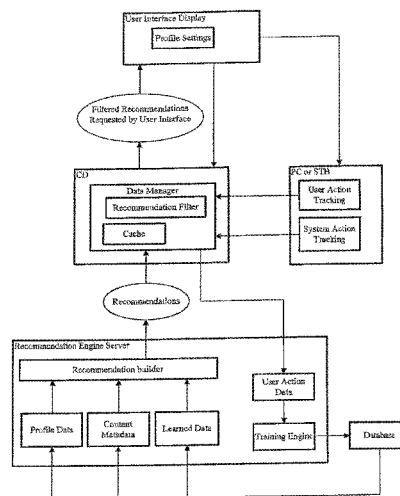 User Interface Display
Profile Settings
Filtered Recommendations
Requested by User Interface
CD
Data Manager
Recommendation Filter
Cache
PC or STB
User Action
Tracking
System Action
Tracking
Recommendations
Recommendation Engine Server
Recommendation builder
Profile Data
Content
Metadata
Learned Data
User Action
Data
Training Engine
Database